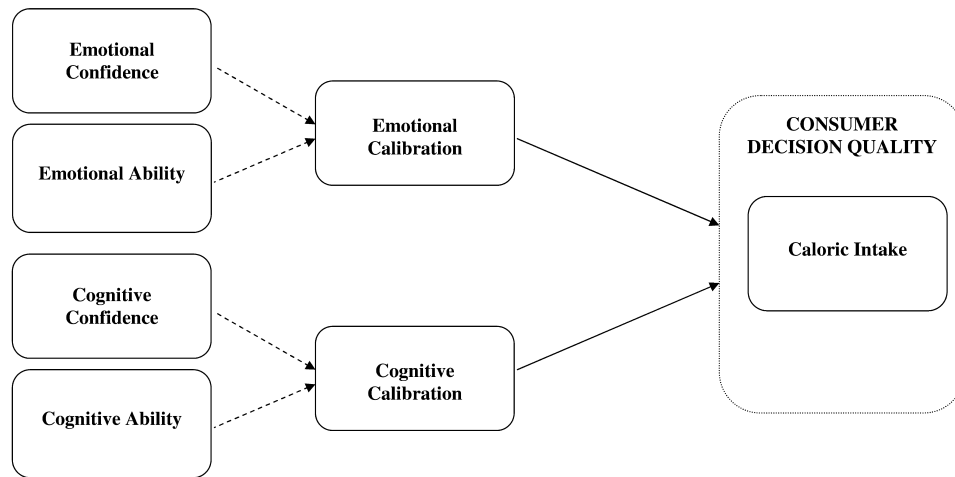 Emotional
Confidence
Emotional Ability
Cognitive
Confidence
Cognitive Ability
Emotional
Calibration
Cognitive
Calibration
CONSUMER
DECISION QUALITY
Caloric Intake